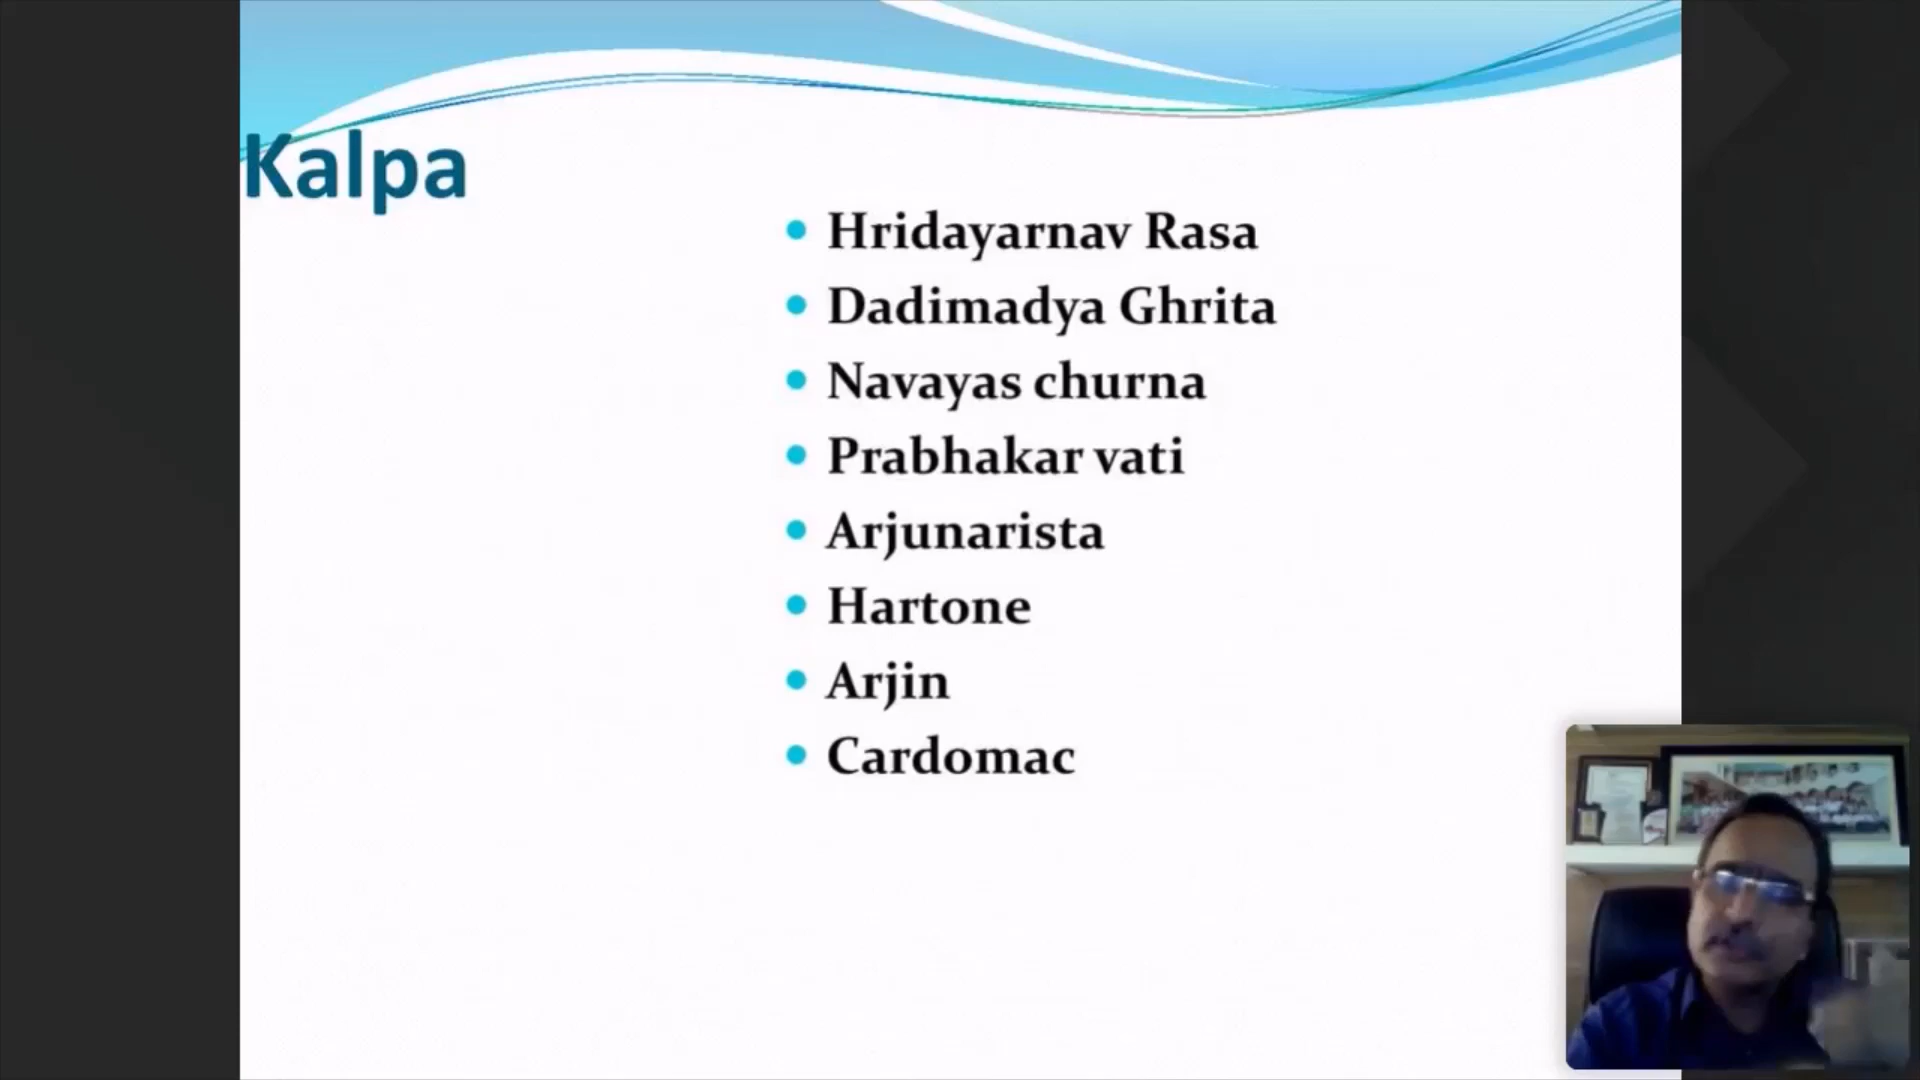 Kalpa
Hridayarnav Rasa
Dadimadya Ghrita
Navayas churna
Prabhakar vati
Arjunarista
Hartone
Arjin
Cardomac